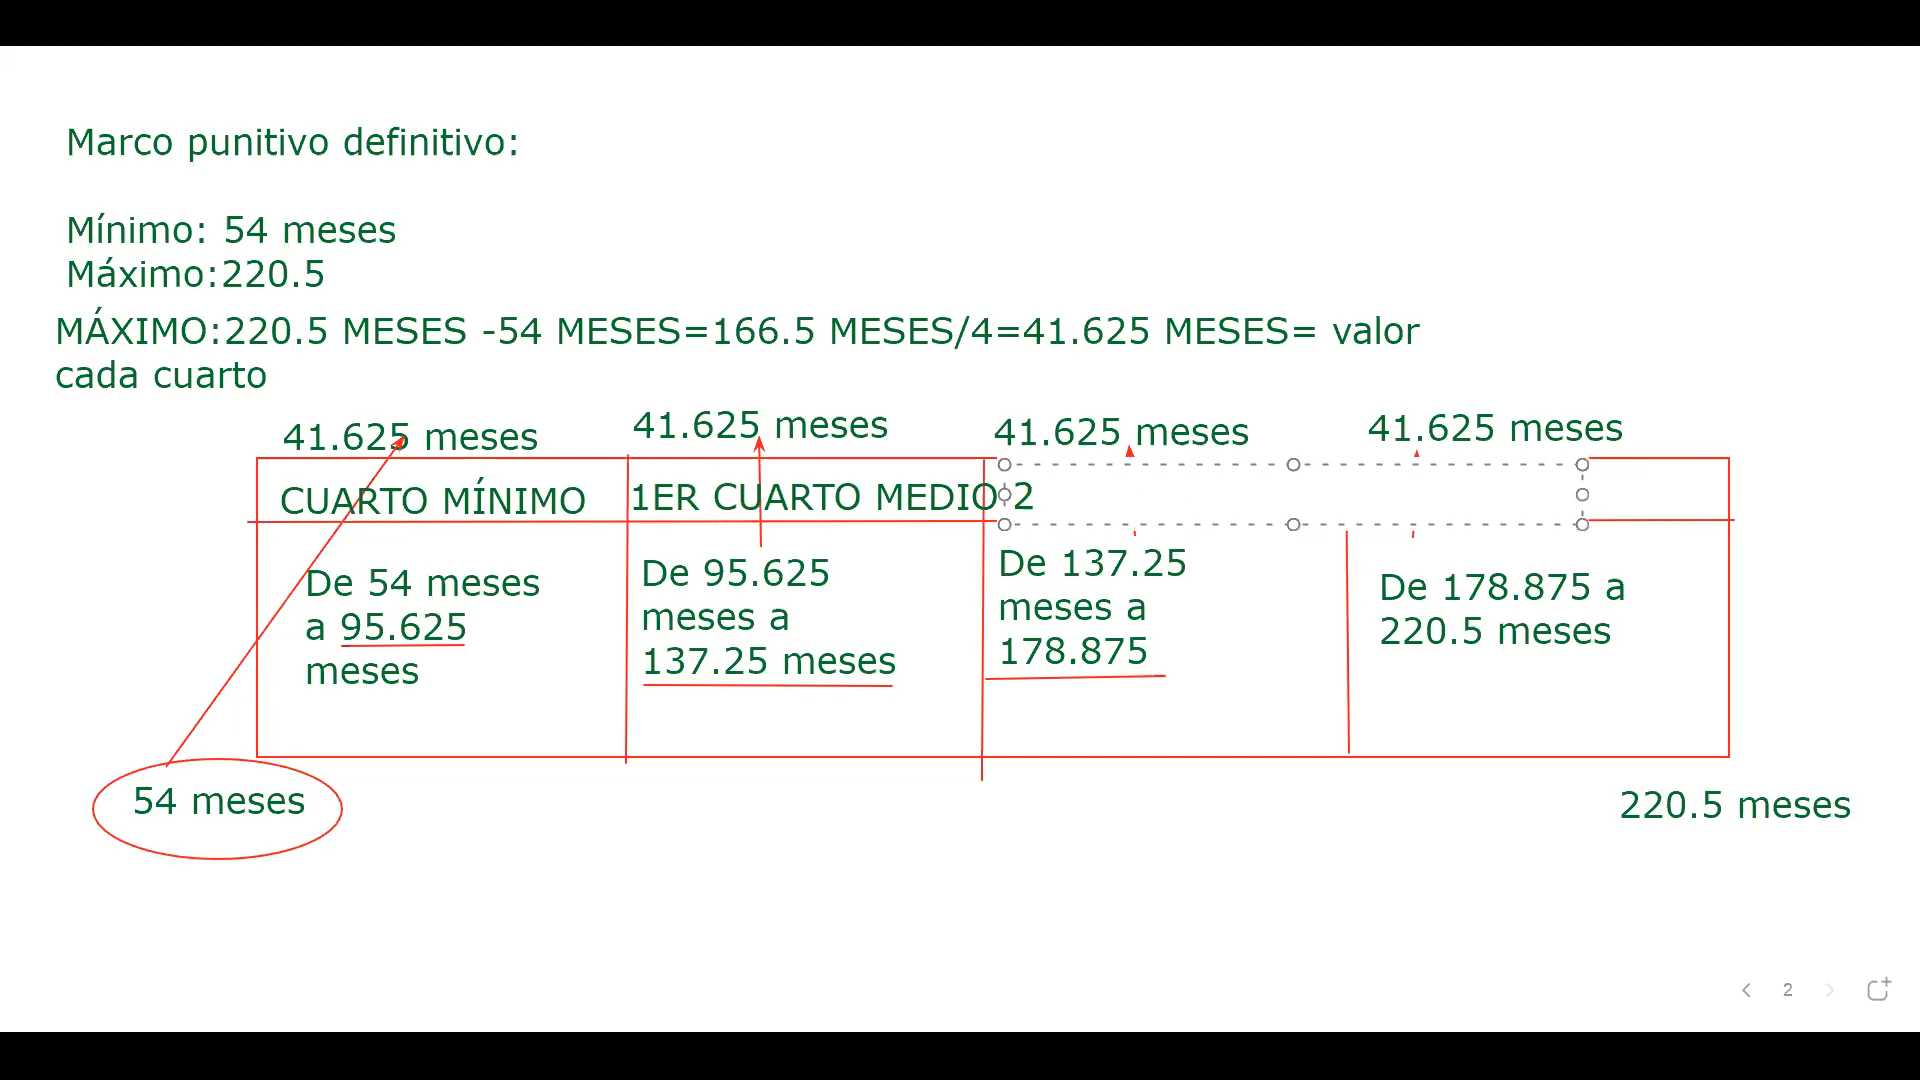 Marco punitivo definitivo:
Mínimo: 54 meses
Máximo:220.5
MÁXIMO:220.5 MESES -54 MESES=166.5 MESES/4=41.625 MESES= valor
cada cuarto
41.625 meses
41.625 meses
41.625 meses
41.625 meses
CUARTO MÍNIMO
1ER CUARTO MEDIO
2
De 54 meses
a 95.625
meses
De 95.625
meses a
137.25 meses
De 137.25
meses a
178.875
De 178.875 a
220.5 meses
54 meses
220.5 meses
2